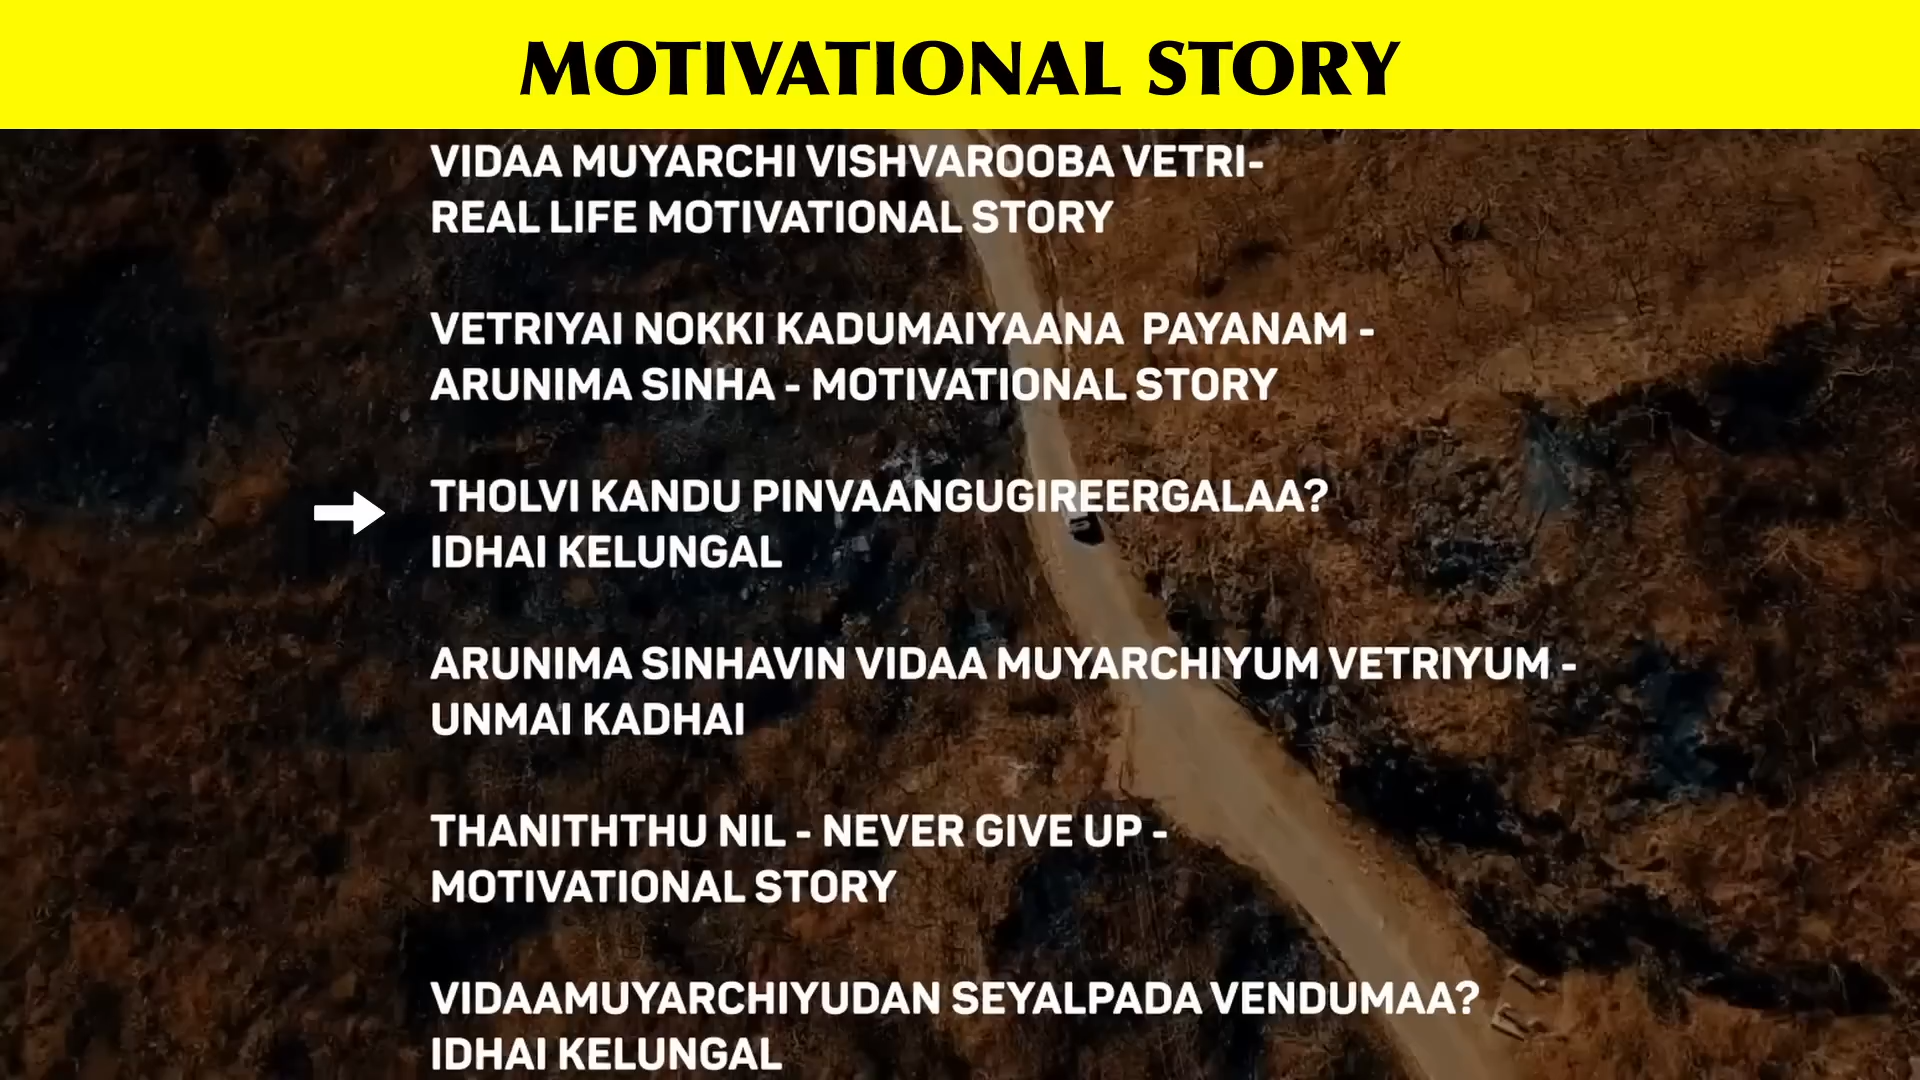 MOTIVATIONAL STORY
VIDAA MUYARCHI VISHVAROOBA VETRI-
REAL LIFE MOTIVATIONAL STORY
VETRIYAI NOKKI KADUMAIYAANA  PAYANAM -
ARUNIMA SINHA - MOTIVATIONAL STORY
THOLVI KANDU PINVAANGUGIREERGALAA?
IDHAI KELUNGAL
ARUNIMA SINHAVIN VIDAA MUYARCHIYUM VETRIYUM -
UNMAI KADHAI
THANITHTHU NIL - NEVER GIVE UP -
MOTIVATIONAL STORY
VIDAAMUYARCHIYUDAN SEYALPADA VENDUMAA?
IDHAI KELUNGAL